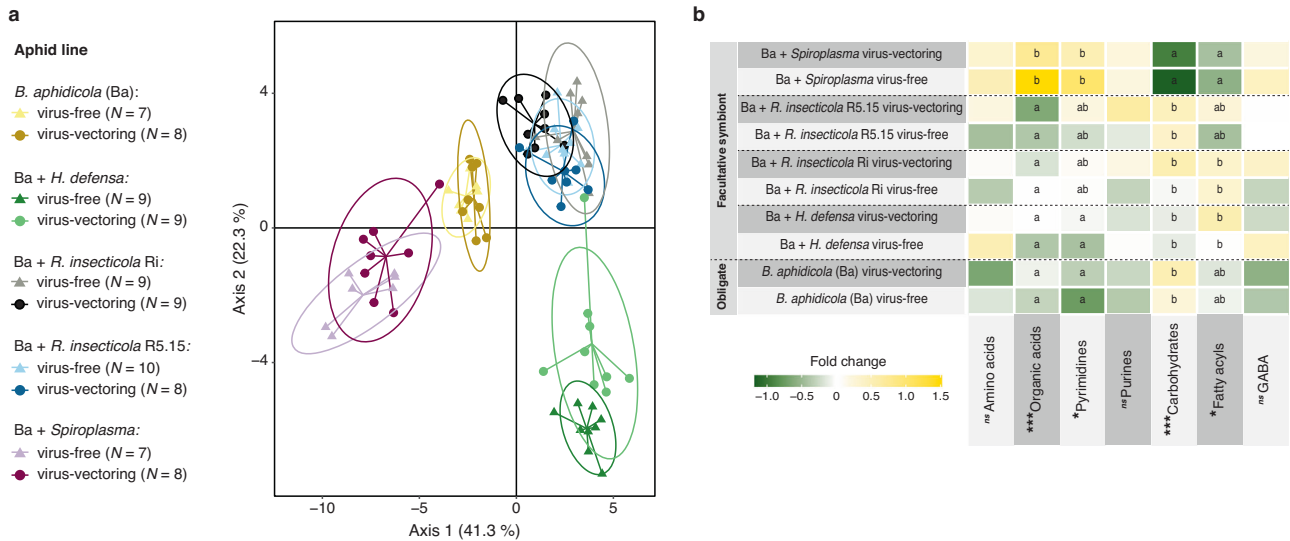 a
Aphid line
B. aphidicola (Ba):
virus-free (N = 7)
virus-vectoring (N = 8)
Ba + H. defensa:
virus-free (N = 9)
virus-vectoring (N = 9)
Ba + R. insecticola Ri:
virus-free (N = 9)
virus-vectoring (N = 9)
Ba + R. insecticola R5.15:
virus-free (N = 10)
virus-vectoring (N = 8)
Ba + Spiroplasma:
virus-free (N = 7)
virus-vectoring (N = 8)
Axis 2 (22.3 %)
4
0
−4
−10 −5 0 5
Axis 1 (41.3 %)
b
Facultative symbiont
Ba + Spiroplasma virus-vectoring b b a a
Ba + Spiroplasma virus-free b b a a
Ba + R. insecticola R5.15 virus-vectoring a ab b ab
Ba + R. insecticola R5.15 virus-free a ab b ab
Ba + R. insecticola Ri virus-vectoring a ab b b
Ba + R. insecticola Ri virus-free a ab b b
Ba + H. defensa virus-vectoring a a b b
Ba + H. defensa virus-free a a b b
Obligate
B. aphidicola (Ba) virus-vectoring a a b ab
B. aphidicola (Ba) virus-free a a b ab
Fold change
−1.0 −0.5 0 0.5 1.0 1.5
ns Amino acids
***Organic acids
*Pyrimidines
ns Purines
***Carbohydrates
*Fatty acyls
ns GABA